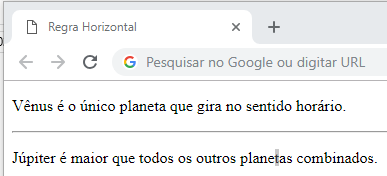 Regra Horizontal
Pesquisar no Google ou digitar URL
Vênus é o único planeta que gira no sentido horário.
Júpiter é maior que todos os outros planetas combinados.